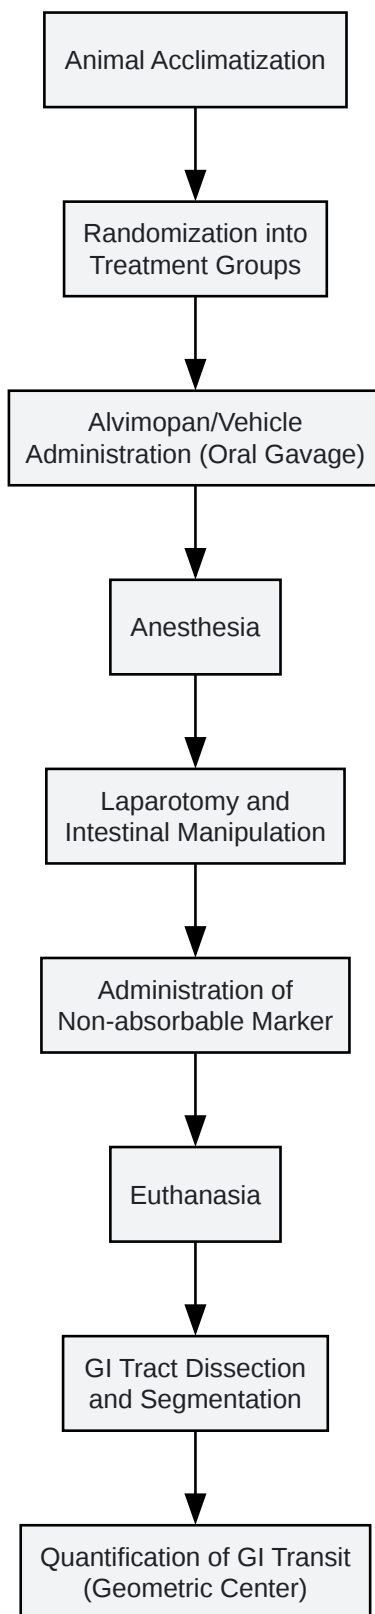 Animal Acclimatization
Randomization into
Treatment Groups
Alvimopan/Vehicle
Administration (Oral Gavage)
Anesthesia
Laparotomy and
Intestinal Manipulation
Administration of
Non-absorbable Marker
Euthanasia
GI Tract Dissection
and Segmentation
Quantification of GI Transit
(Geometric Center)